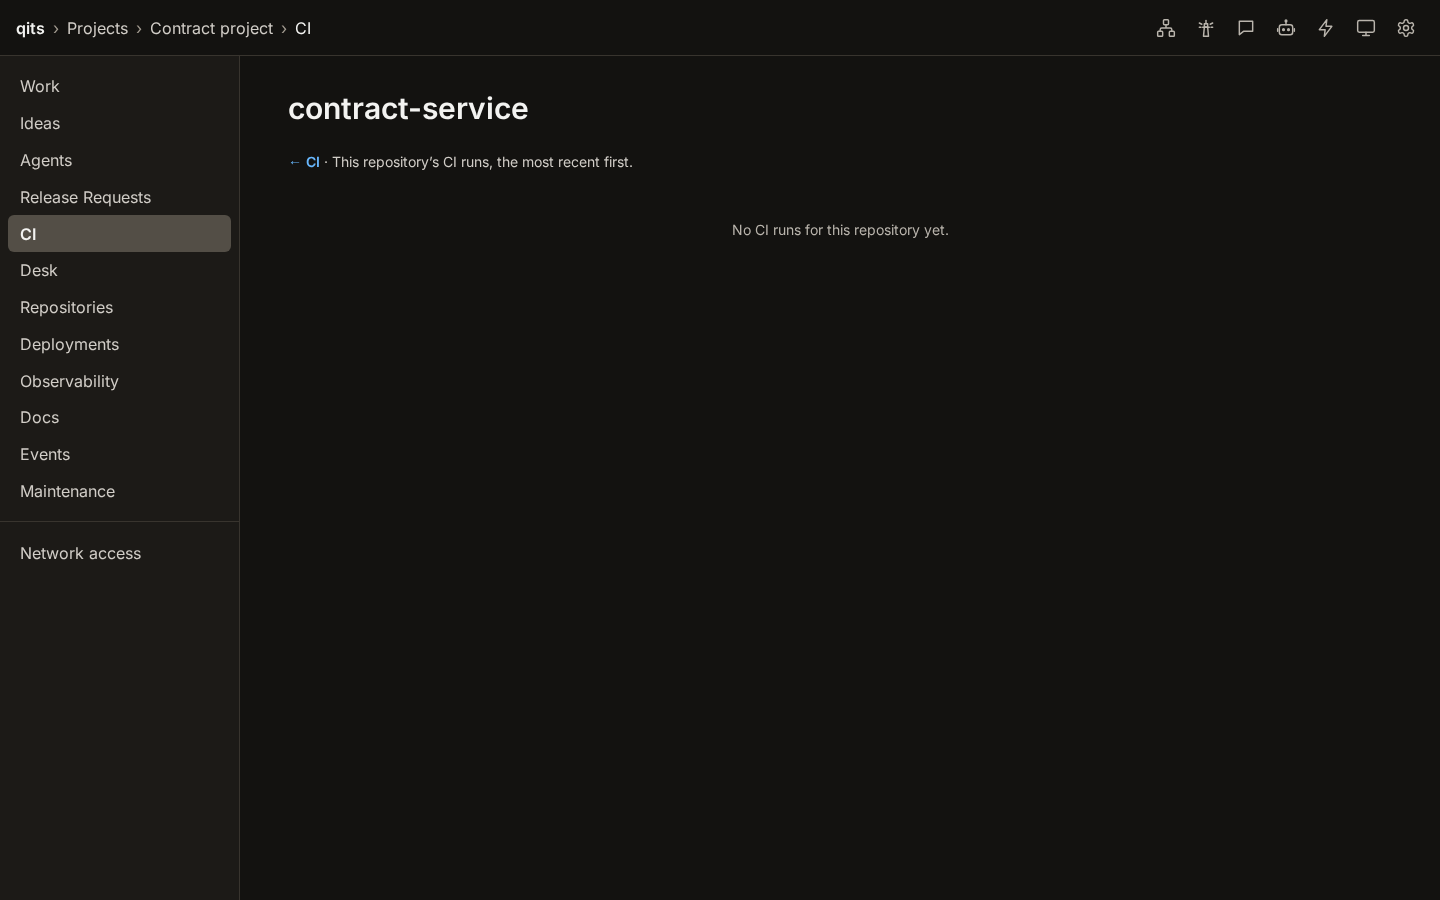 qits › Projects › Contract project › CI
Work
Ideas
Agents
Release Requests
CI
Desk
Repositories
Deployments
Observability
Docs
Events
Maintenance
Network access
contract-service
← CI · This repository’s CI runs, the most recent first.
No CI runs for this repository yet.